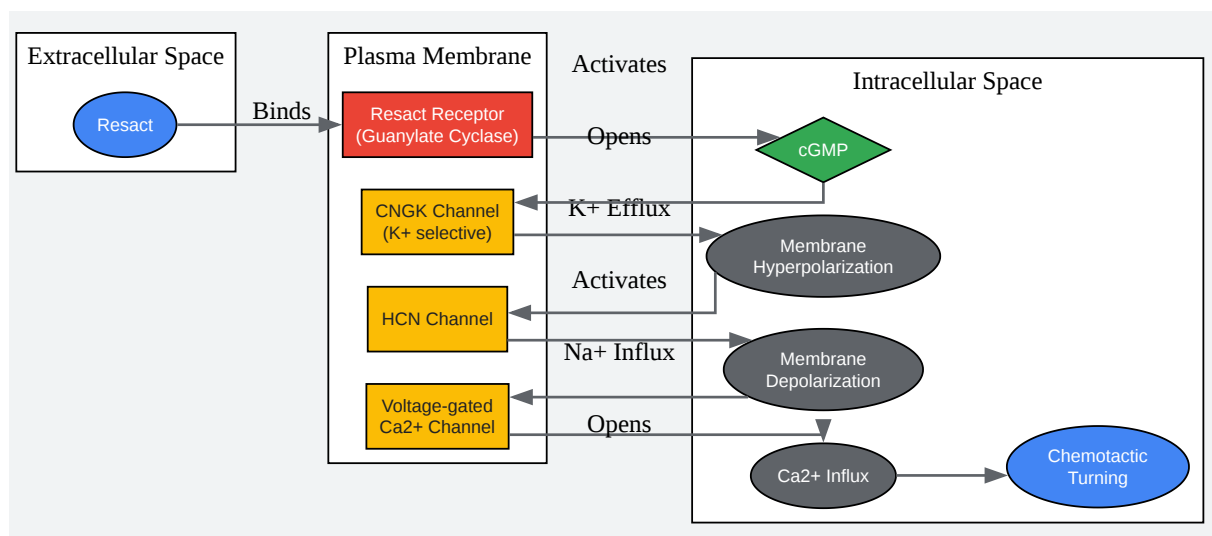 Extracellular Space
Resact
Binds
Plasma Membrane
Resact Receptor
(Guanylate Cyclase)
CNGK Channel
(K+ selective)
HCN Channel
Voltage-gated
Ca2+ Channel
Activates
Opens
K+ Efflux
Activates
Na+ Influx
Opens
Intracellular Space
cGMP
Membrane
Hyperpolarization
Membrane
Depolarization
Ca2+ Influx
Chemotactic
Turning